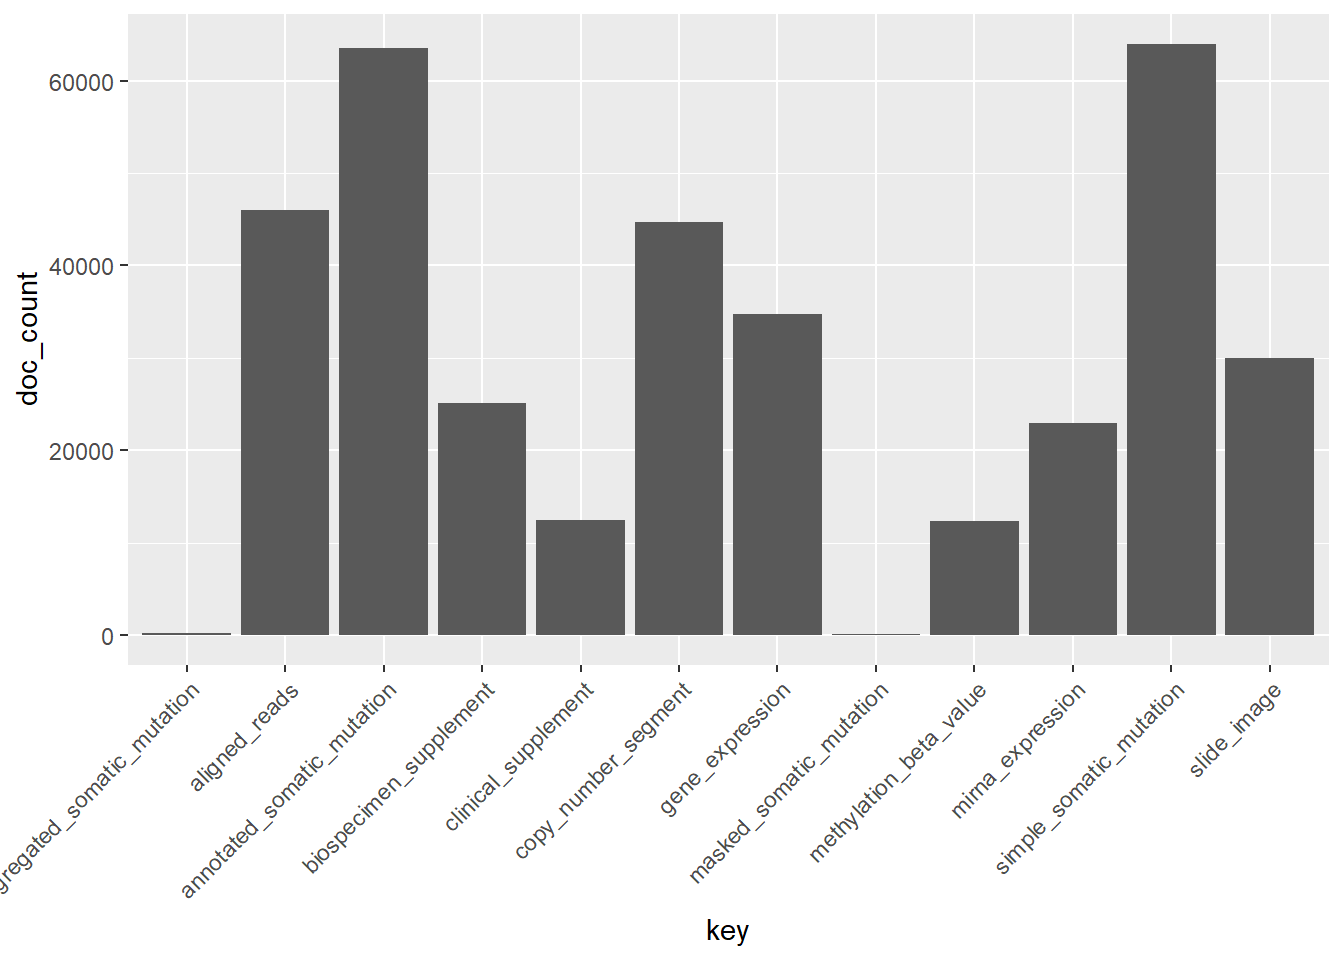 60000
40000
20000
0
doc_count
gregated_somatic_mutation
aligned_reads
annotated_somatic_mutation
biospecimen_supplement
clinical_supplement
copy_number_segment
gene_expression
masked_somatic_mutation
methylation_beta_value
mirna_expression
simple_somatic_mutation
slide_image
key